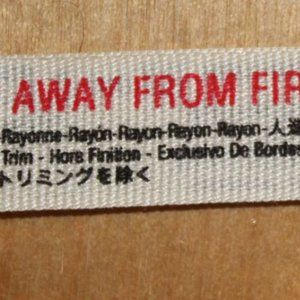 AWAY FROM FIR
Rayonne-Rayón-Rayon-Rayon-Rayon-人造
Trim - Hors Finition - Exclusivo De Bordes
トリミングを除く